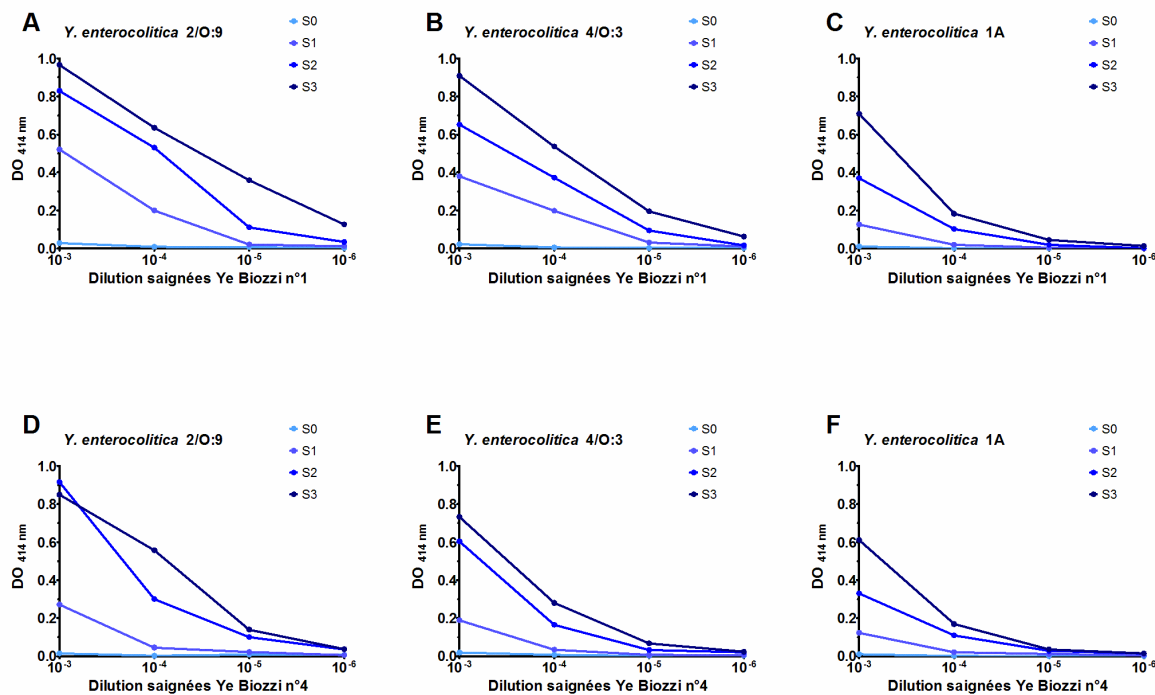 A
Y. enterocolitica 2/O:9
S0
S1
S2
S3
1.0
0.8
0.6
0.4
0.2
0.0
DO 414 nm
10-3
10-4
10-5
10-6
Dilution saignées Ye Biozzi n°1
B
Y. enterocolitica 4/O:3
S0
S1
S2
S3
1.0
0.8
0.6
0.4
0.2
0.0
DO 414 nm
10-3
10-4
10-5
10-6
Dilution saignées Ye Biozzi n°1
C
Y. enterocolitica 1A
S0
S1
S2
S3
1.0
0.8
0.6
0.4
0.2
0.0
DO 414 nm
10-3
10-4
10-5
10-6
Dilution saignées Ye Biozzi n°1
D
Y. enterocolitica 2/O:9
S0
S1
S2
S3
1.0
0.8
0.6
0.4
0.2
0.0
DO 414 nm
10-3
10-4
10-5
10-6
Dilution saignées Ye Biozzi n°4
E
Y. enterocolitica 4/O:3
S0
S1
S2
S3
1.0
0.8
0.6
0.4
0.2
0.0
DO 414 nm
10-3
10-4
10-5
10-6
Dilution saignées Ye Biozzi n°4
F
Y. enterocolitica 1A
S0
S1
S2
S3
1.0
0.8
0.6
0.4
0.2
0.0
DO 414 nm
10-3
10-4
10-5
10-6
Dilution saignées Ye Biozzi n°4